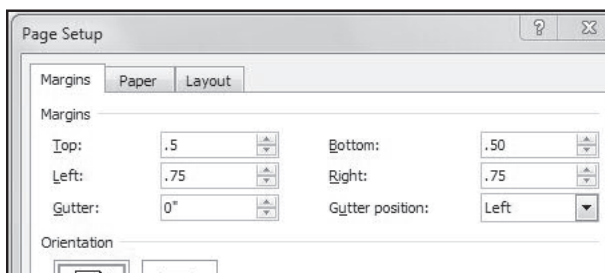 Page Setup
Margins Paper Layout
Margins
Top: .5 Bottom: .50
Left: .75 Right: .75
Gutter: 0" Gutter position: Left
Orientation